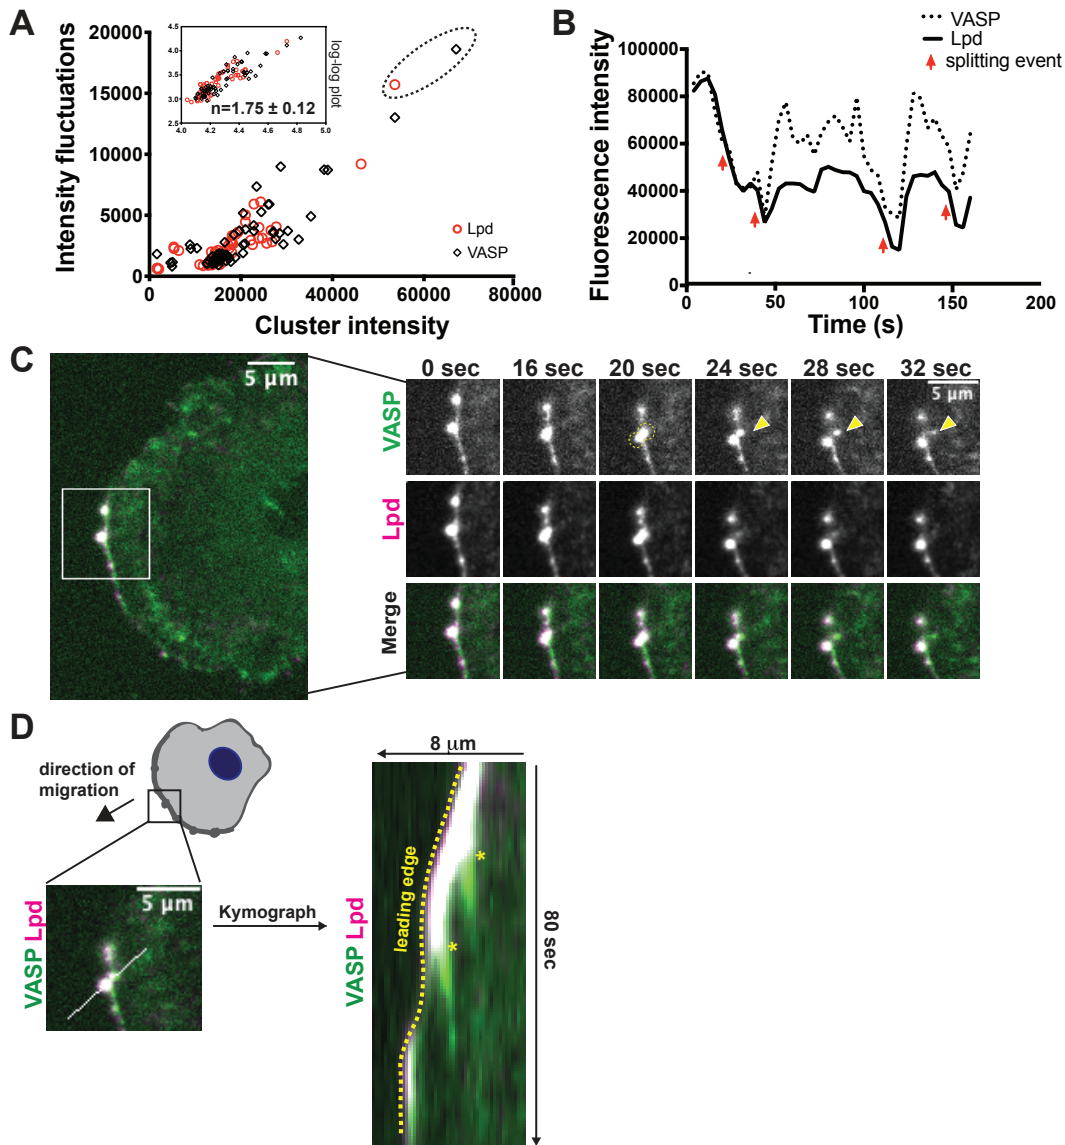 A
Intensity fluctuations
20000
15000
10000
5000
0
0
20000
40000
60000
80000
Cluster intensity
4.5
4.0
3.5
3.0
2.5
4.0
4.2
4.4
4.6
4.8
5.0
n=1.75 ± 0.12
log-log plot
Lpd
VASP
B
VASP
Lpd
splitting event
Fluorescence intensity
100000
80000
60000
40000
20000
0
0
50
100
150
200
Time (s)
C
5 μm
0 sec
16 sec
20 sec
24 sec
28 sec
32 sec
5 μm
VASP
Lpd
Merge
D
direction of
migration
5 μm
VASP Lpd
Kymograph
8 μm
VASP Lpd
leading edge
*
*
80 sec